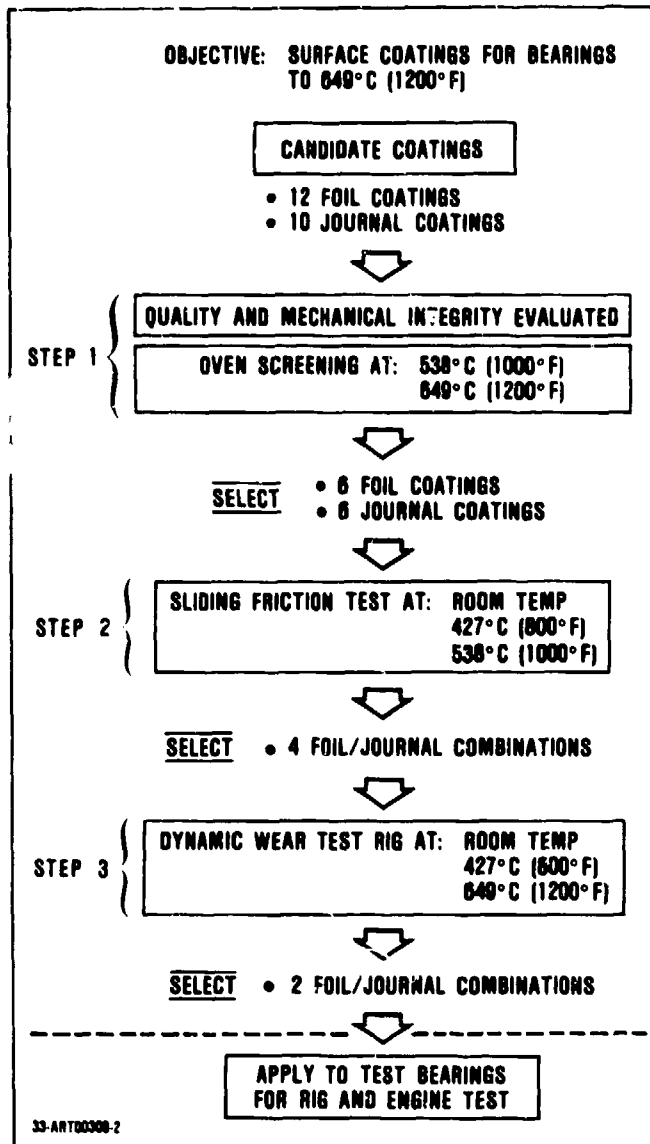 OBJECTIVE: SURFACE COATINGS FOR BEARINGS
TO 649°C (1200°F)
CANDIDATE COATINGS
• 12 FOIL COATINGS
• 10 JOURNAL COATINGS
STEP 1
QUALITY AND MECHANICAL INTEGRITY EVALUATED
OVEN SCREENING AT: 538°C (1000°F)
649°C (1200°F)
SELECT
• 6 FOIL COATINGS
• 6 JOURNAL COATINGS
STEP 2
SLIDING FRICTION TEST AT: ROOM TEMP
427°C (800°F)
538°C (1000°F)
SELECT • 4 FOIL/JOURNAL COMBINATIONS
STEP 3
DYNAMIC WEAR TEST RIG AT: ROOM TEMP
427°C (800°F)
649°C (1200°F)
SELECT • 2 FOIL/JOURNAL COMBINATIONS
APPLY TO TEST BEARINGS
FOR RIG AND ENGINE TEST
33-ART00308-2